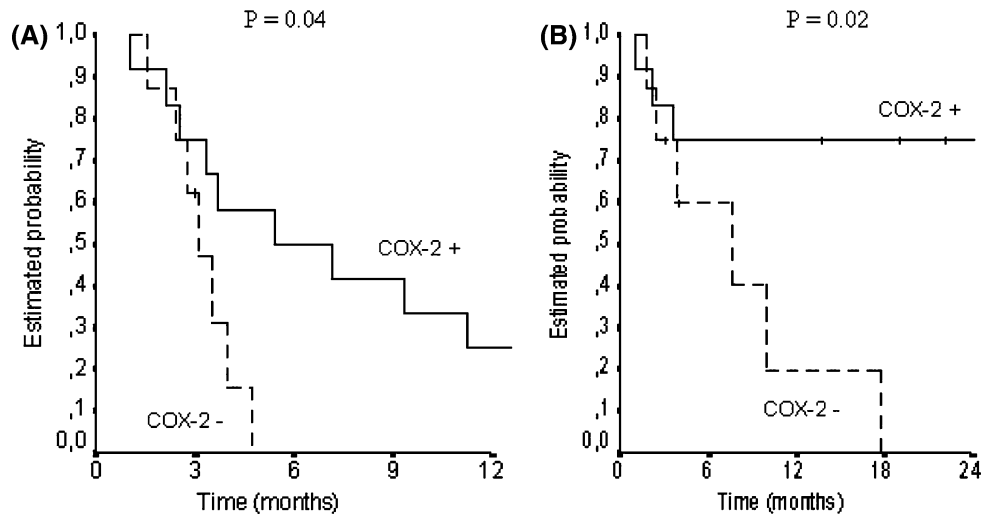 (A)
P = 0.04
1,0
,9
,8
,7
,6
,5
,4
,3
,2
,1
0,0
Estimated probability
COX-2 +
COX-2 -
0 3 6 9 12
Time (months)
(B)
P = 0.02
1,0
,9
,8
,7
,6
,5
,4
,3
,2
,1
0,0
Estimated probability
COX-2 +
COX-2 -
0 6 12 18 24
Time (months)